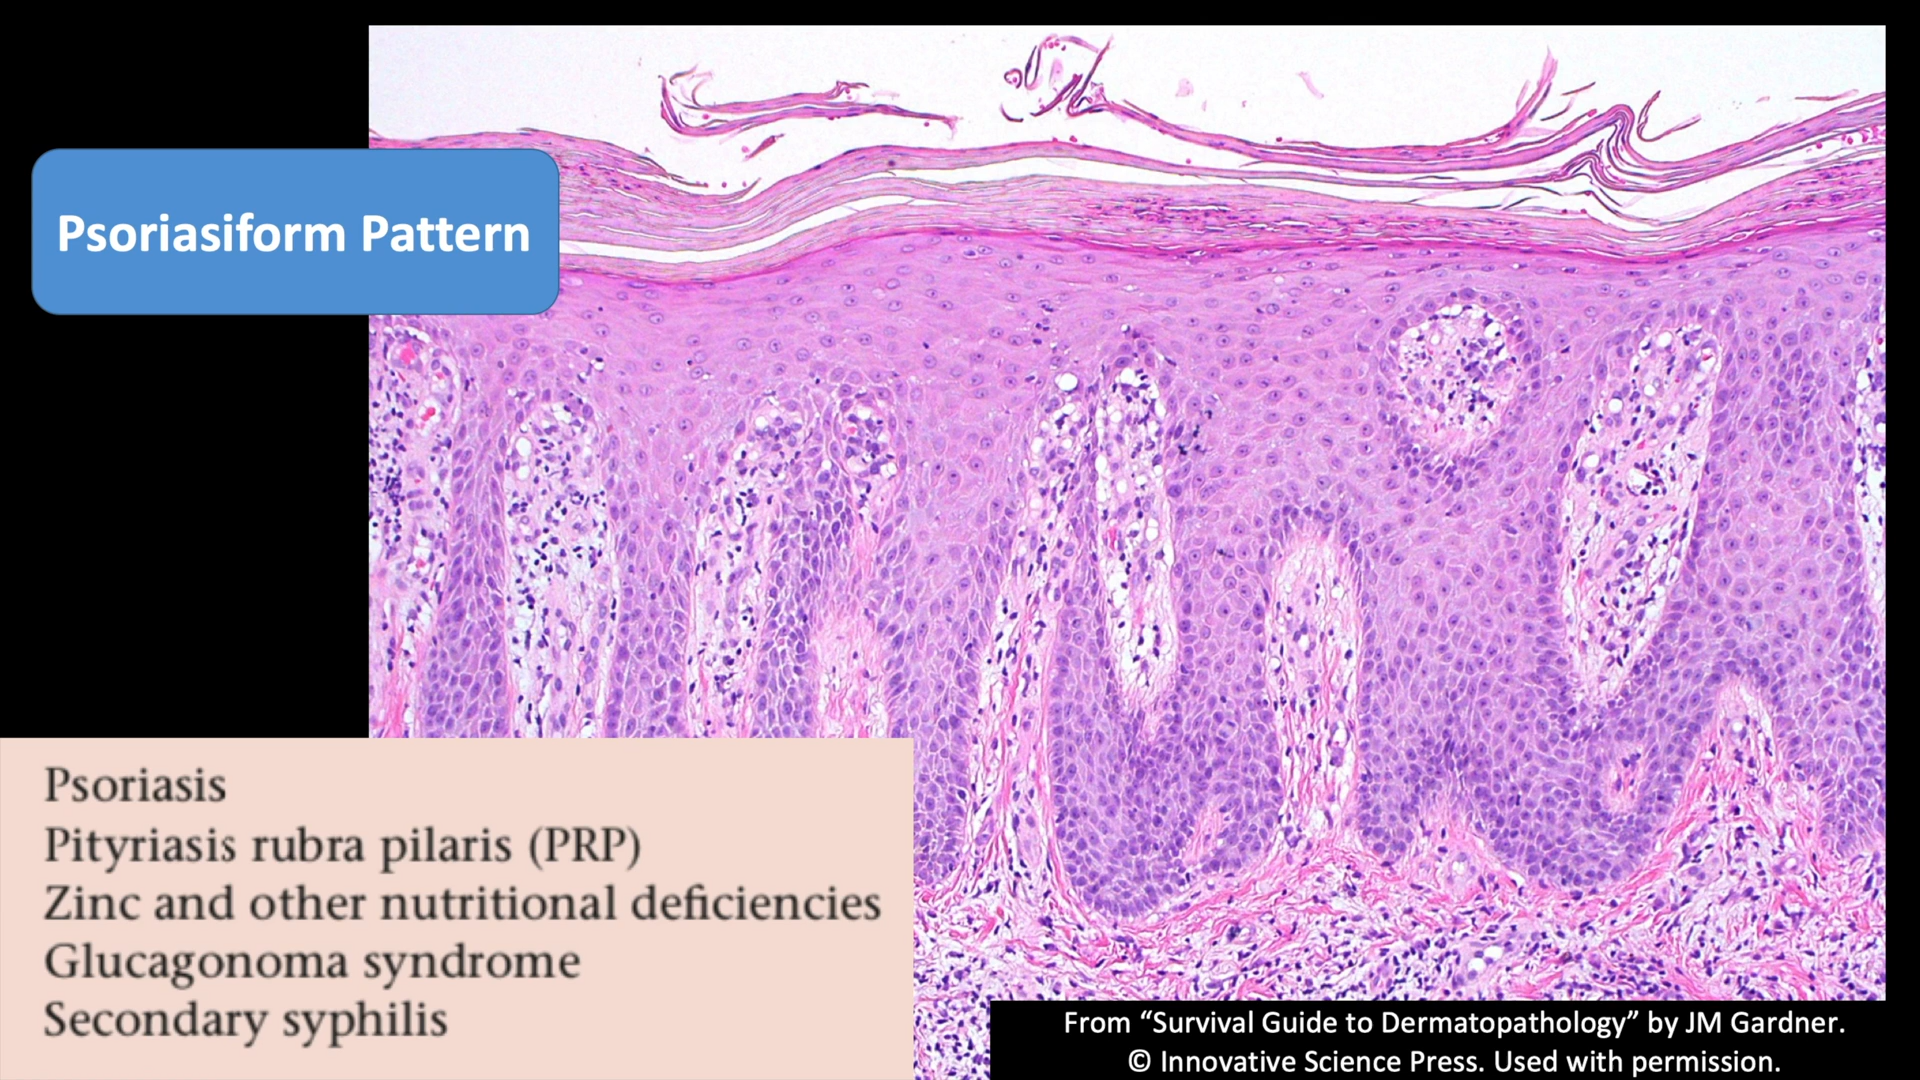 Psoriasiform Pattern
Psoriasis
Pityriasis rubra pilaris (PRP)
Zinc and other nutritional deficiencies
Glucagonoma syndrome
Secondary syphilis
From “Survival Guide to Dermatopathology” by JM Gardner.
© Innovative Science Press. Used with permission.